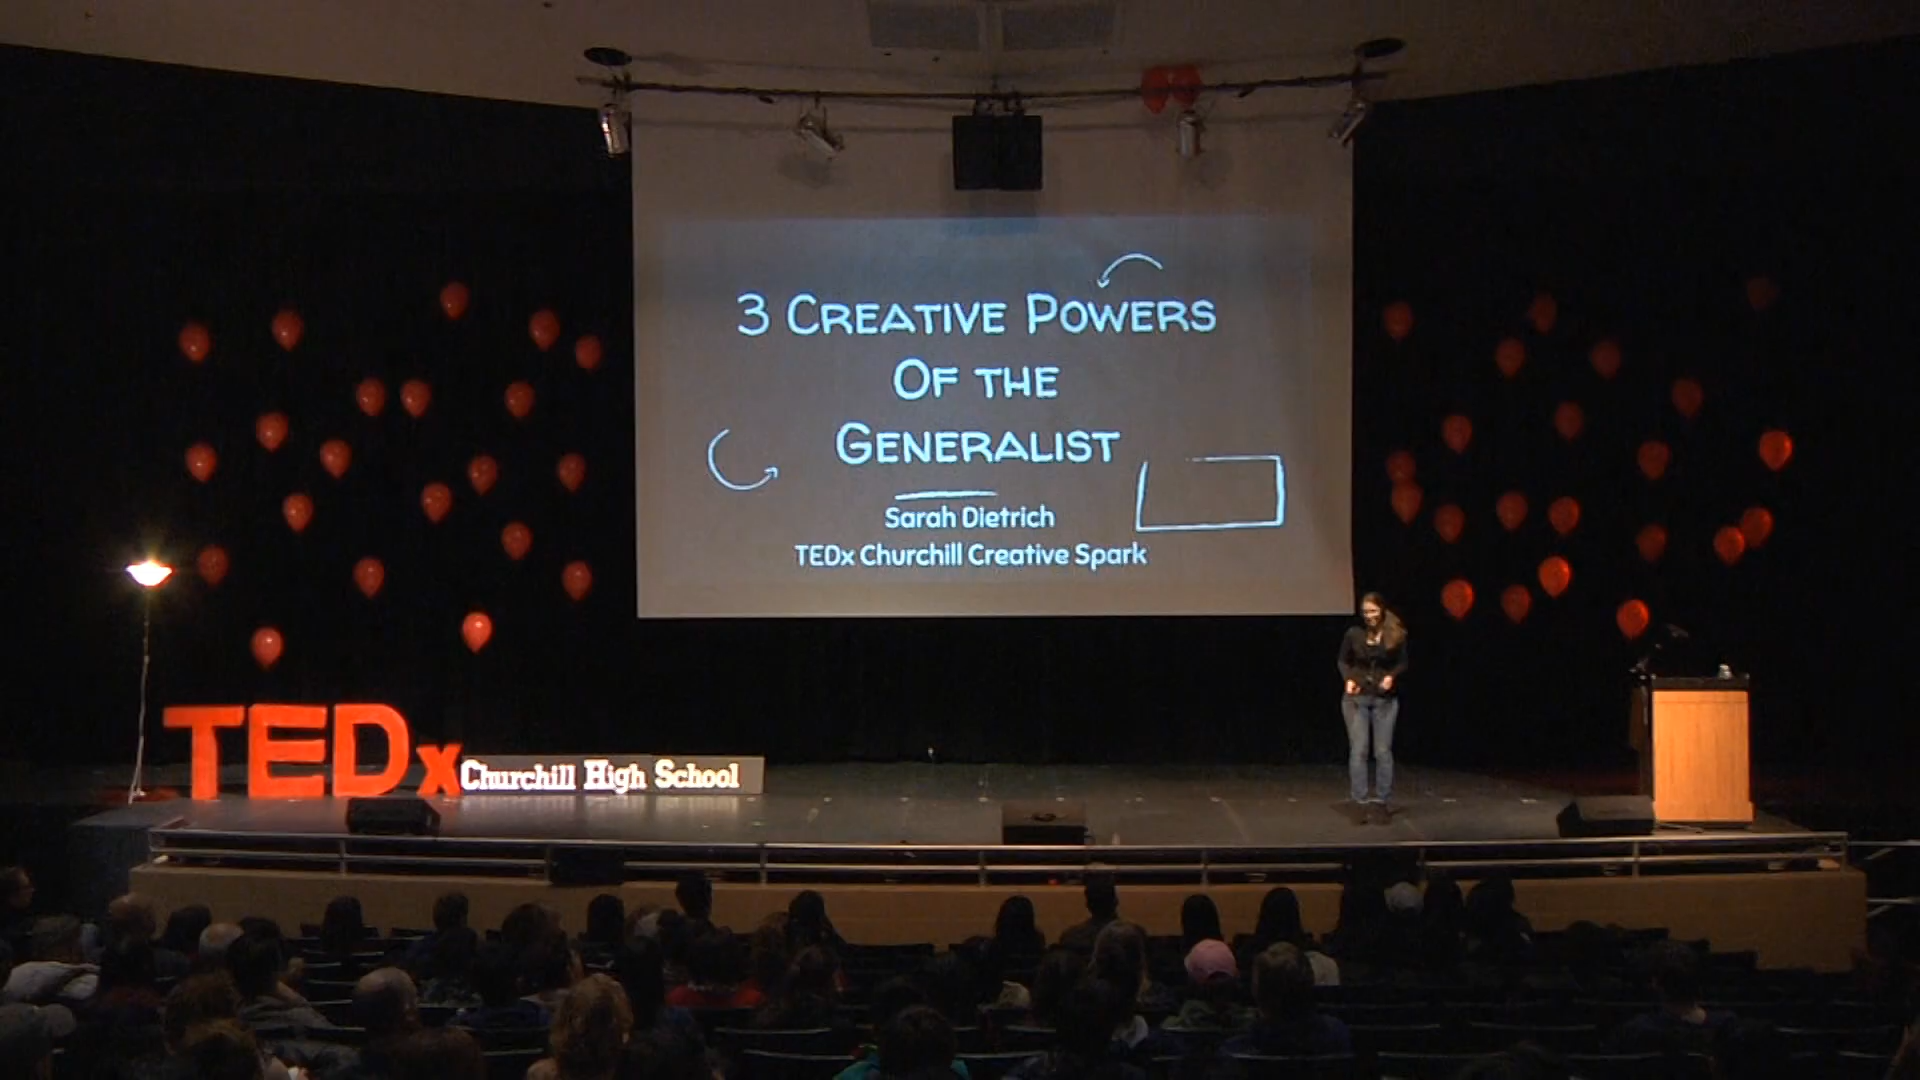 3 Creative Powers
Of the
Generalist
Sarah Dietrich
TEDx Churchill Creative Spark
TEDx Churchill High School